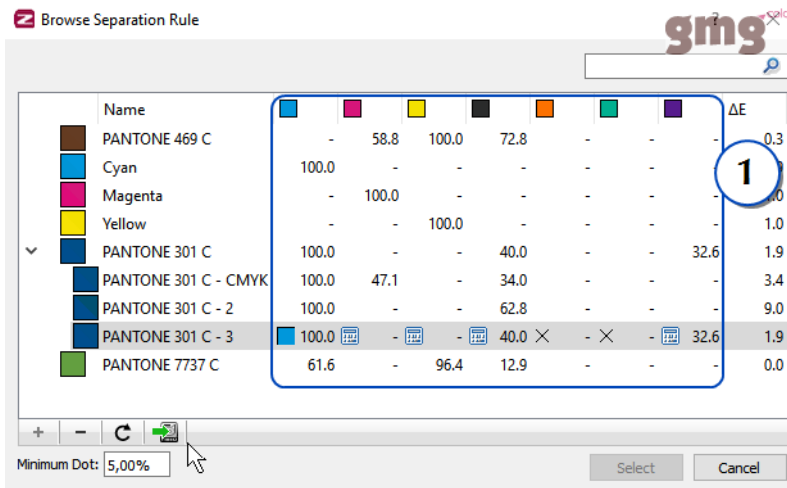 Browse Separation Rule
?
gmg
Name ΔE
PANTONE 469 C - 58.8 100.0 72.8 - - - 0.3
Cyan 100.0 - - - - -
Magenta - 100.0 - - - - 1.0
Yellow - - 100.0 - - - - 1.0
PANTONE 301 C 100.0 - - 40.0 - - 32.6 1.9
PANTONE 301 C - CMYK 100.0 47.1 - 34.0 - - - 3.4
PANTONE 301 C - 2 100.0 - - 62.8 - - - 9.0
PANTONE 301 C - 3 100.0 - - 40.0 - - 32.6 1.9
PANTONE 7737 C 61.6 - 96.4 12.9 - - - 0.0
1
Minimum Dot: 5,00%
Select Cancel